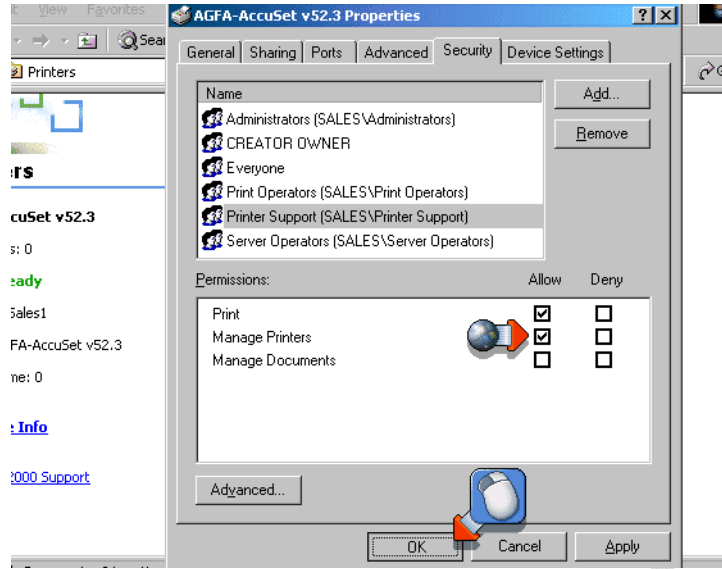 View Favorites
AGFA-AccuSet v52.3 Properties
Sear
Printers
General Sharing Ports Advanced Security Device Settings
Name
Administrators (SALES\Administrators)
CREATOR OWNER
Everyone
Print Operators (SALES\Print Operators)
Printer Support (SALES\Printer Support)
Server Operators (SALES\Server Operators)
Add...
Remove
ers
cuSet v52.3
s: 0
eady
Sales1
FA-AccuSet v52.3
me: 0
e Info
2000 Support
Permissions: Allow Deny
Print
Manage Printers
Manage Documents
Advanced...
OK Cancel Apply